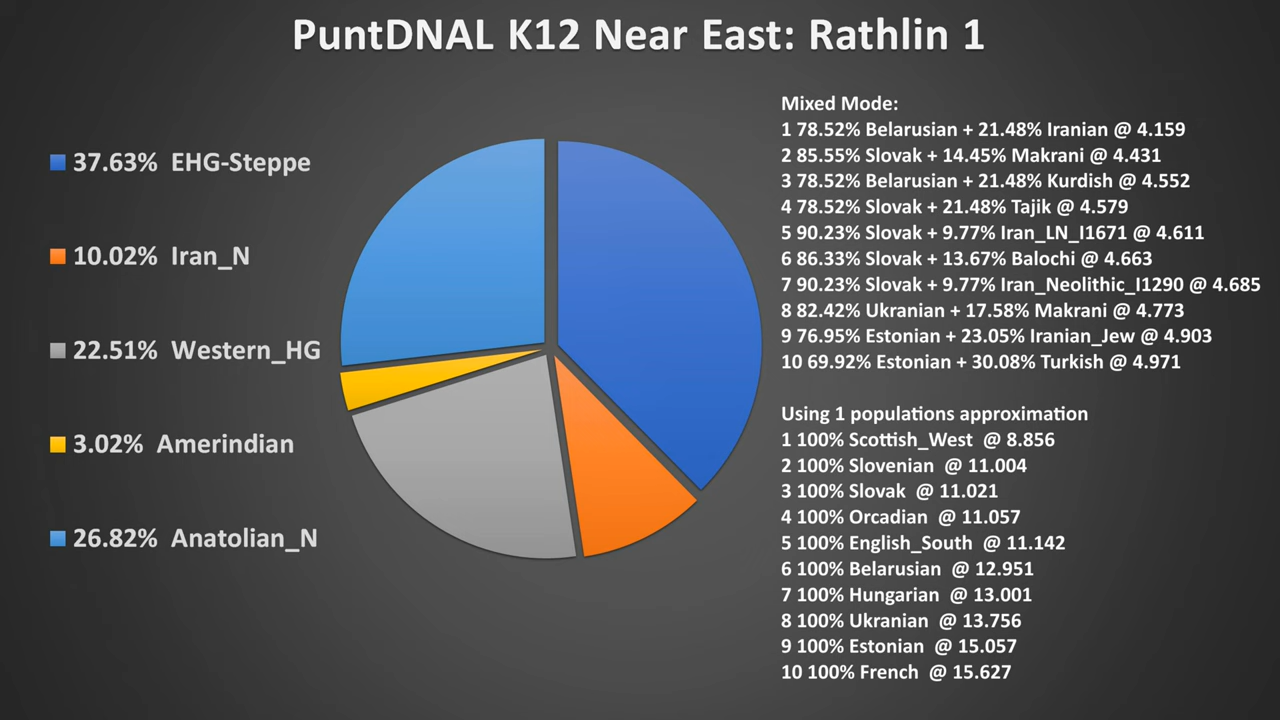 PuntDNAL K12 Near East: Rathlin 1
37.63% EHG-Steppe
10.02% Iran_N
22.51% Western_HG
3.02% Amerindian
26.82% Anatolian_N
Mixed Mode:
1 78.52% Belarusian + 21.48% Iranian @ 4.159
2 85.55% Slovak + 14.45% Makrani @ 4.431
3 78.52% Belarusian + 21.48% Kurdish @ 4.552
4 78.52% Slovak + 21.48% Tajik @ 4.579
5 90.23% Slovak + 9.77% Iran_LN_I1671 @ 4.611
6 86.33% Slovak + 13.67% Balochi @ 4.663
7 90.23% Slovak + 9.77% Iran_Neolithic_I1290 @ 4.685
8 82.42% Ukranian + 17.58% Makrani @ 4.773
9 76.95% Estonian + 23.05% Iranian_Jew @ 4.903
10 69.92% Estonian + 30.08% Turkish @ 4.971
Using 1 populations approximation
1 100% Scottish_West @ 8.856
2 100% Slovenian @ 11.004
3 100% Slovak @ 11.021
4 100% Orcadian @ 11.057
5 100% English_South @ 11.142
6 100% Belarusian @ 12.951
7 100% Hungarian @ 13.001
8 100% Ukranian @ 13.756
9 100% Estonian @ 15.057
10 100% French @ 15.627